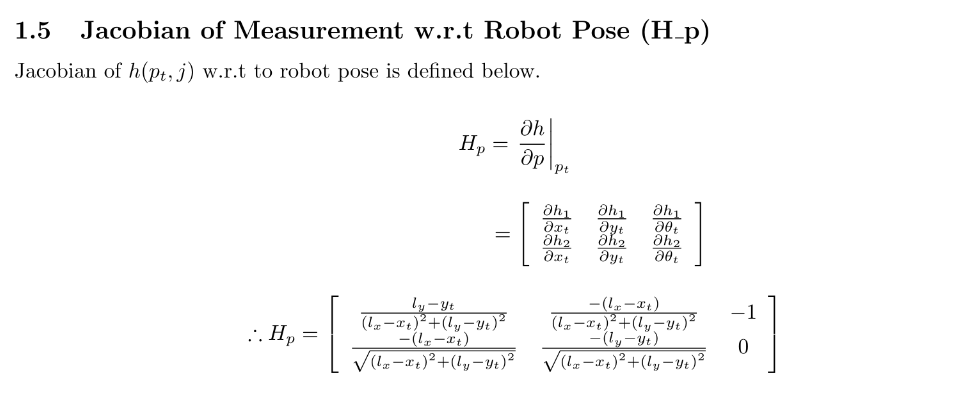 1.5 Jacobian of Measurement w.r.t Robot Pose (H_p)
Jacobian of $h(p_t, j)$ w.r.t to robot pose is defined below.
$H_p = \left.\frac{\partial h}{\partial p}\right|_{p_t}$
$= \begin{bmatrix} \frac{\partial h_1}{\partial x_t} & \frac{\partial h_1}{\partial y_t} & \frac{\partial h_1}{\partial \theta_t} \\ \frac{\partial h_2}{\partial x_t} & \frac{\partial h_2}{\partial y_t} & \frac{\partial h_2}{\partial \theta_t} \end{bmatrix}$
$\therefore H_p = \begin{bmatrix} \frac{l_y - y_t}{(l_x - x_t)^2 + (l_y - y_t)^2} & \frac{-(l_x - x_t)}{(l_x - x_t)^2 + (l_y - y_t)^2} & -1 \\ \frac{-(l_x - x_t)}{\sqrt{(l_x - x_t)^2 + (l_y - y_t)^2}} & \frac{-(l_y - y_t)}{\sqrt{(l_x - x_t)^2 + (l_y - y_t)^2}} & 0 \end{bmatrix}$